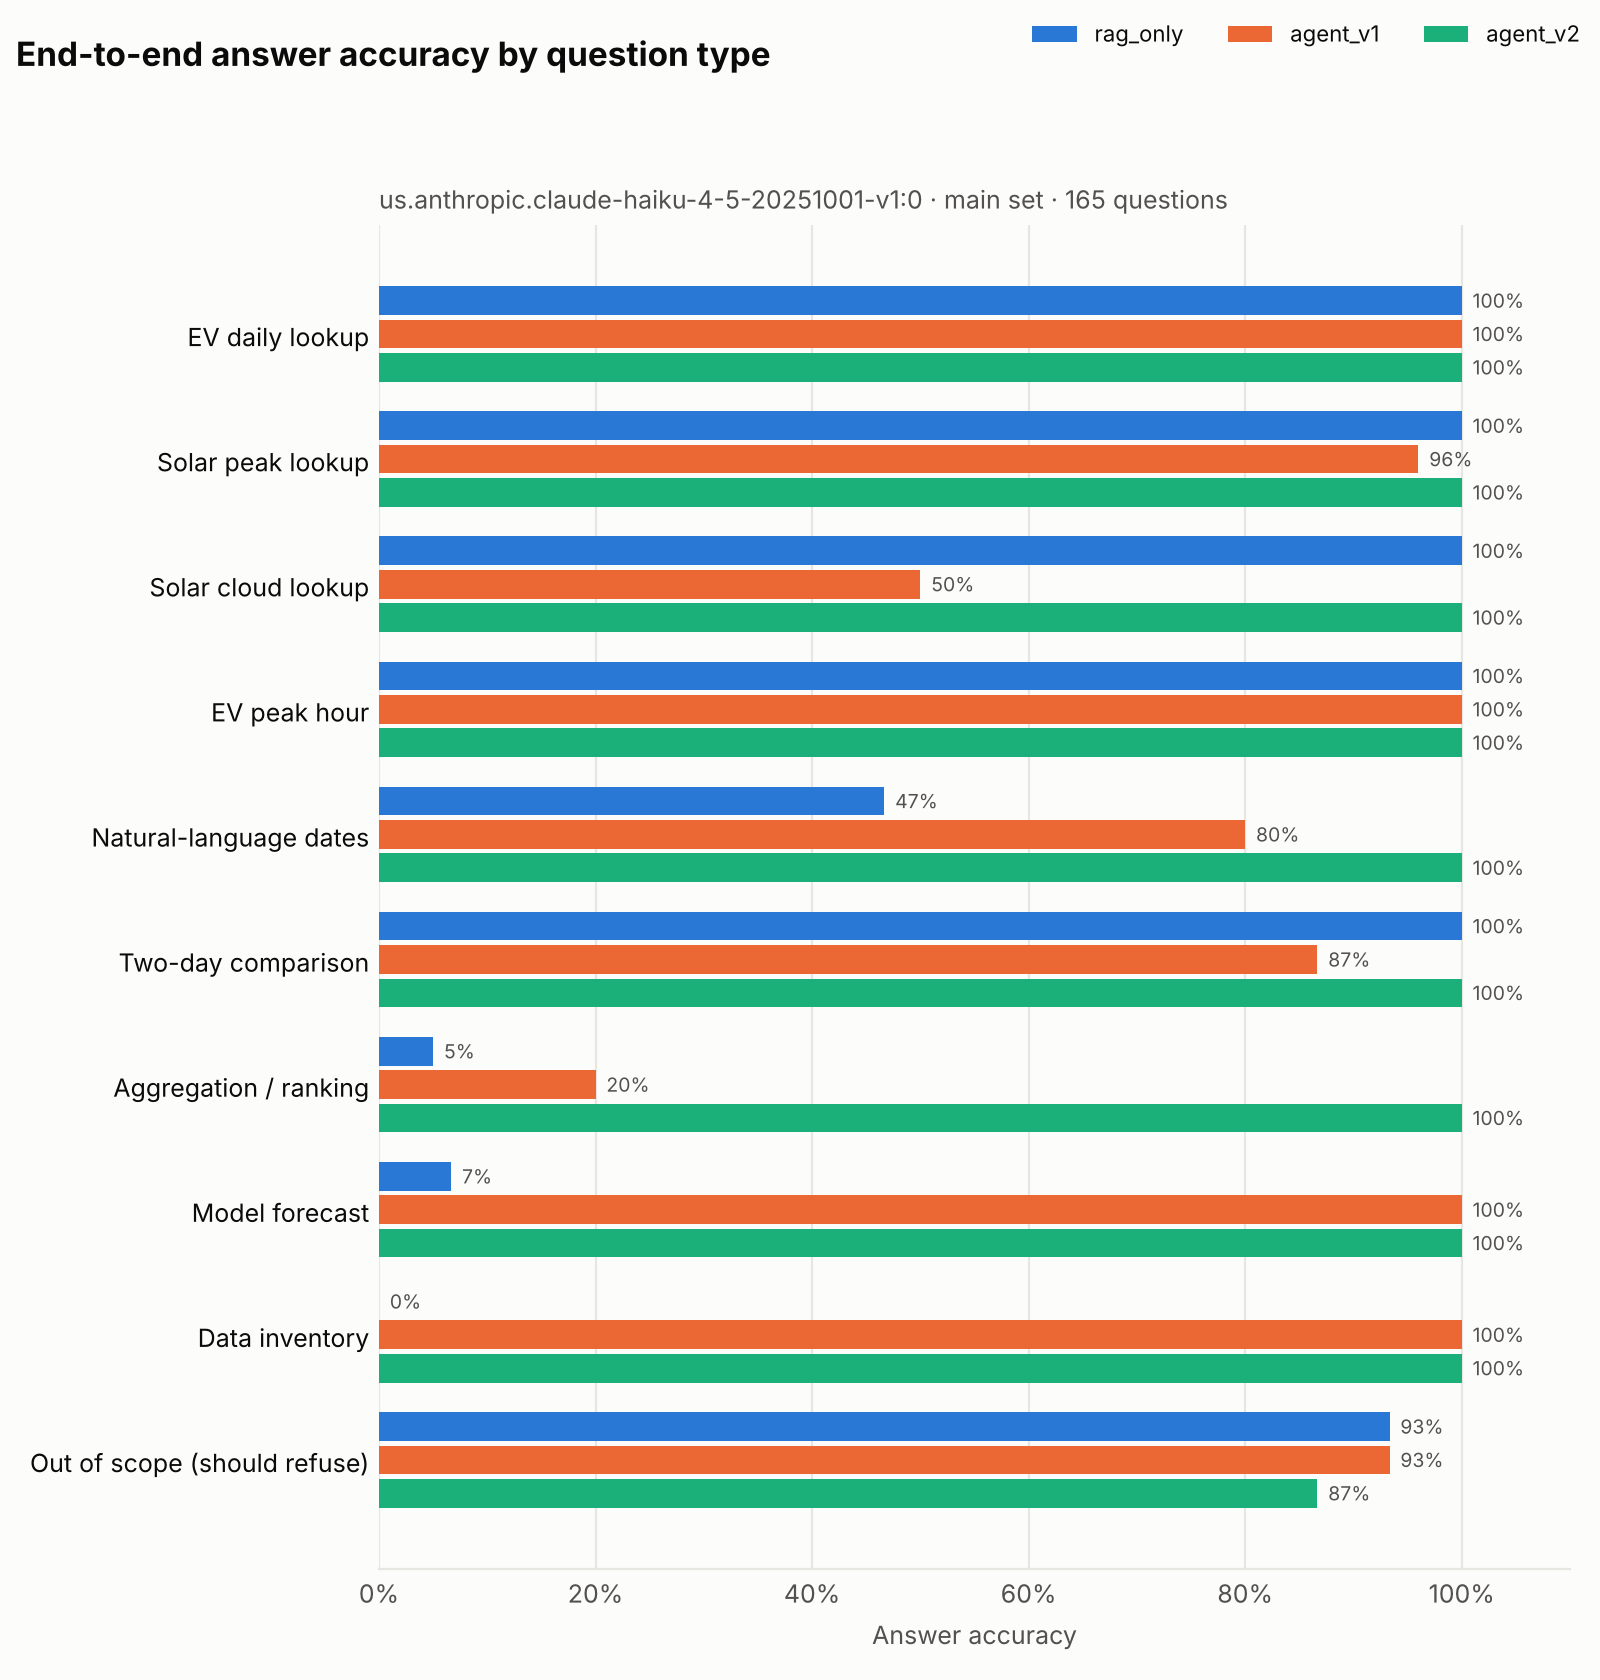 End-to-end answer accuracy by question type
rag_only
agent_v1
agent_v2
us.anthropic.claude-haiku-4-5-20251001-v1:0 · main set · 165 questions
EV daily lookup
100%
100%
100%
Solar peak lookup
100%
96%
100%
Solar cloud lookup
100%
50%
100%
EV peak hour
100%
100%
100%
Natural-language dates
47%
80%
100%
Two-day comparison
100%
87%
100%
Aggregation / ranking
5%
20%
100%
Model forecast
7%
100%
100%
Data inventory
0%
100%
100%
Out of scope (should refuse)
93%
93%
87%
0%
20%
40%
60%
80%
100%
Answer accuracy